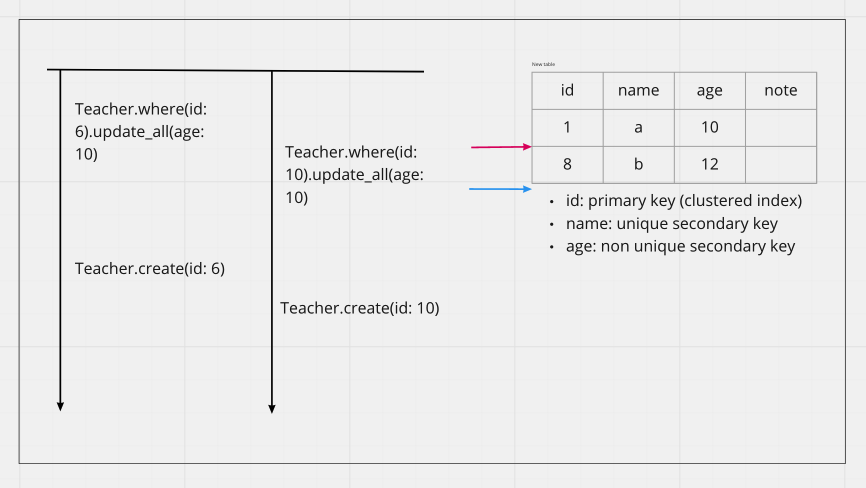 Teacher.where(id:
6).update_all(age:
10)
Teacher.create(id: 6)
Teacher.where(id:
10).update_all(age:
10)
Teacher.create(id: 10)
New table
id name age note
1 a 10
8 b 12
• id: primary key (clustered index)
• name: unique secondary key
• age: non unique secondary key